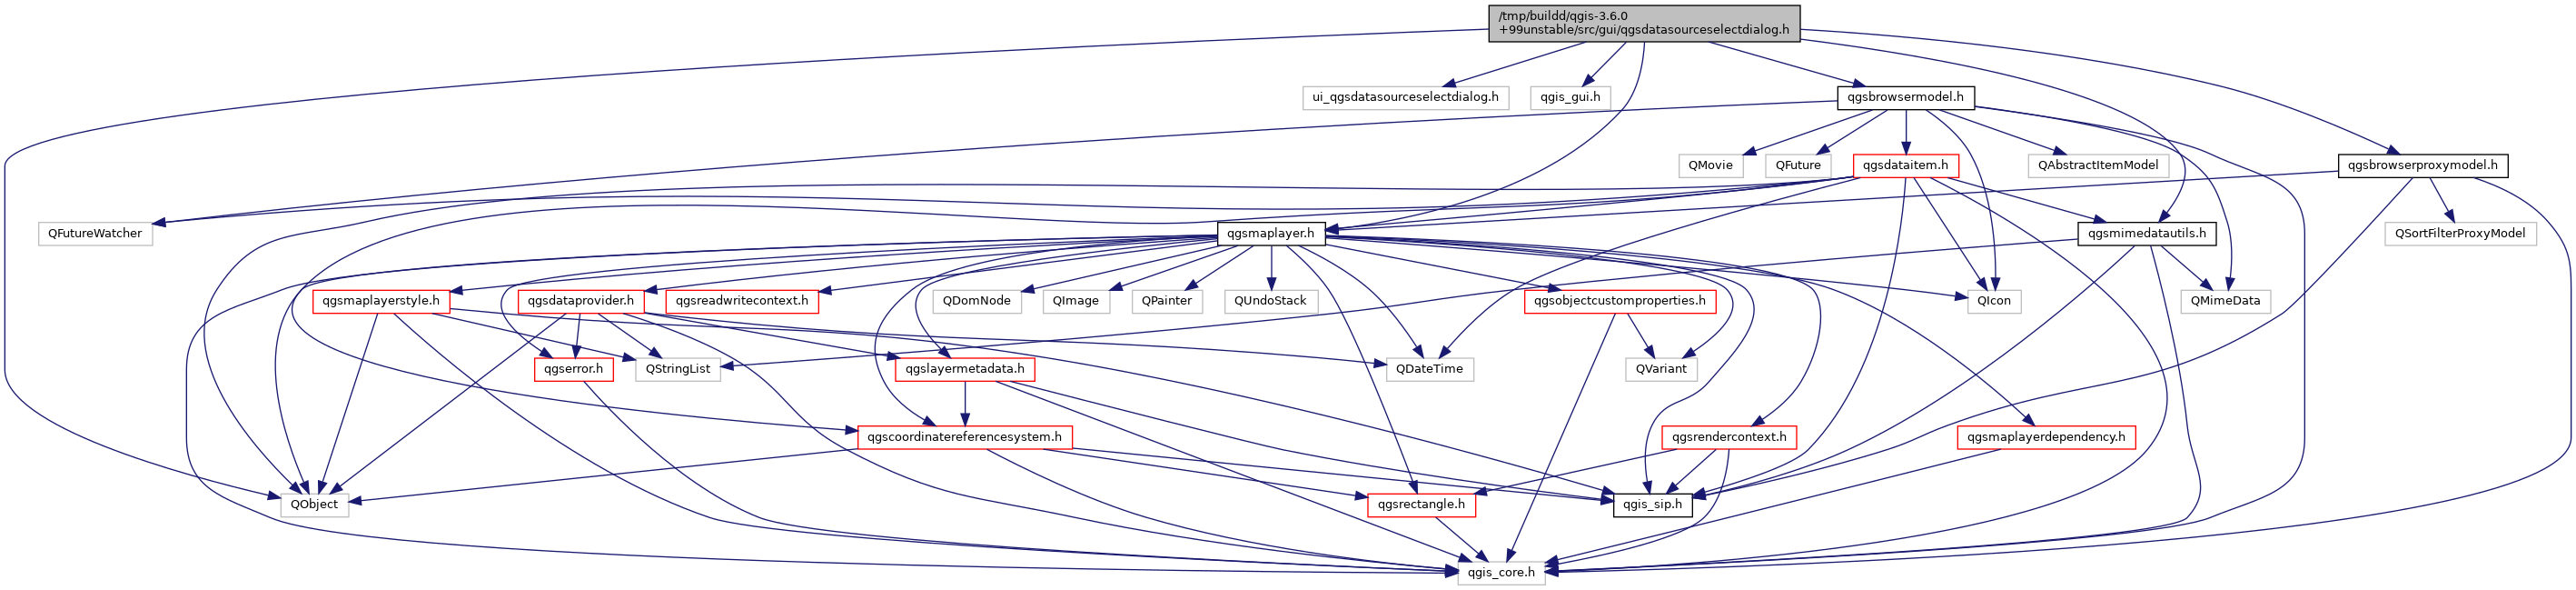 /tmp/buildd/qgis-3.6.0
+99unstable/src/gui/qgsdatasourceselectdialog.h
ui_qgsdatasourceselectdialog.h
qgis_gui.h
qgsbrowsermodel.h
QMovie
QFuture
qgsdataitem.h
QAbstractItemModel
qgsbrowserproxymodel.h
QFutureWatcher
qgsmaplayer.h
qgsmimedatautils.h
QSortFilterProxyModel
qgsmaplayerstyle.h
qgsdataprovider.h
qgsreadwritecontext.h
QDomNode
QImage
QPainter
QUndoStack
qgsobjectcustomproperties.h
QIcon
QMimeData
qgserror.h
QStringList
qgslayermetadata.h
QDateTime
QVariant
qgscoordinatereferencesystem.h
qgsrendercontext.h
qgsmaplayerdependency.h
QObject
qgsrectangle.h
qgis_sip.h
qgis_core.h